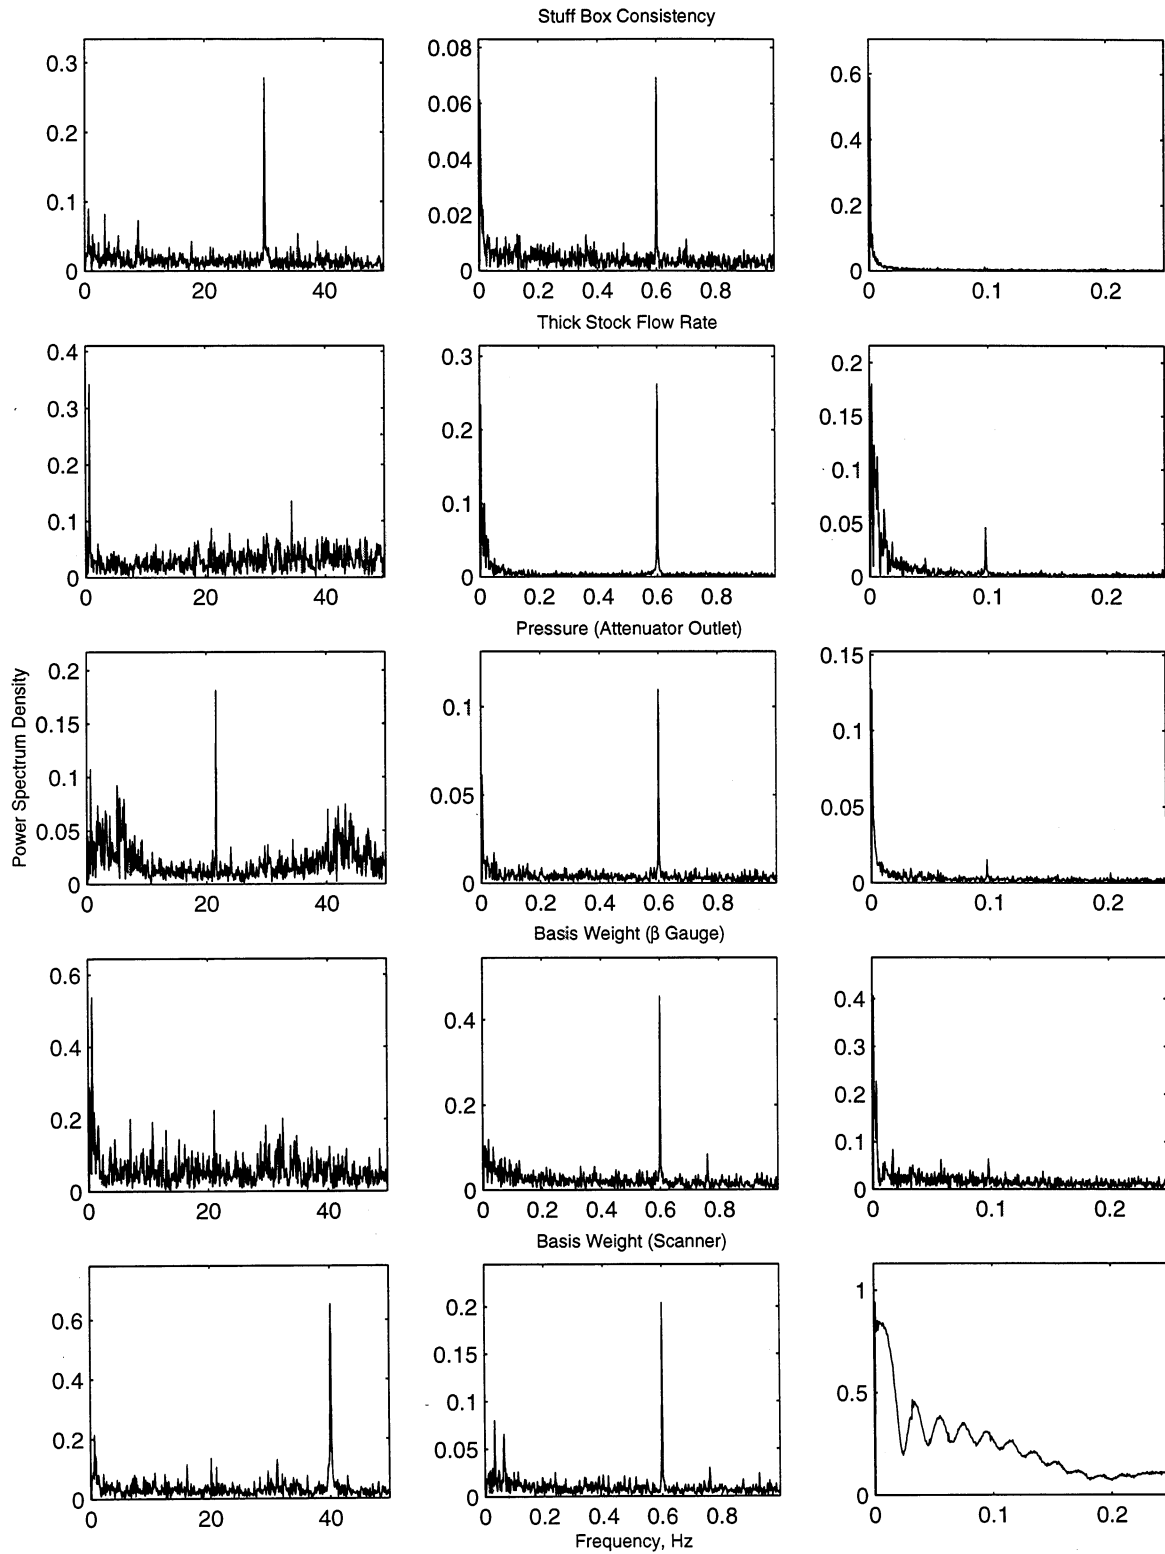 Stuff Box Consistency
0.3 0.2 0.1 0 0 20 40
0.08 0.06 0.04 0.02 0 0 0.2 0.4 0.6 0.8
0.6 0.4 0.2 0 0 0.1 0.2
Thick Stock Flow Rate
0.4 0.3 0.2 0.1 0 0 20 40
0.3 0.2 0.1 0 0 0.2 0.4 0.6 0.8
0.2 0.15 0.1 0.05 0 0 0.1 0.2
Pressure (Attenuator Outlet)
Power Spectrum Density
0.2 0.15 0.1 0.05 0 0 20 40
0.1 0.05 0 0 0.2 0.4 0.6 0.8
0.15 0.1 0.05 0 0 0.1 0.2
Basis Weight (β Gauge)
0.6 0.4 0.2 0 0 20 40
0.4 0.2 0 0 0.2 0.4 0.6 0.8
0.4 0.3 0.2 0.1 0 0 0.1 0.2
Basis Weight (Scanner)
0.6 0.4 0.2 0 0 20 40
0.2 0.15 0.1 0.05 0 0 0.2 0.4 0.6 0.8
1 0.5 0 0 0.1 0.2
Frequency, Hz